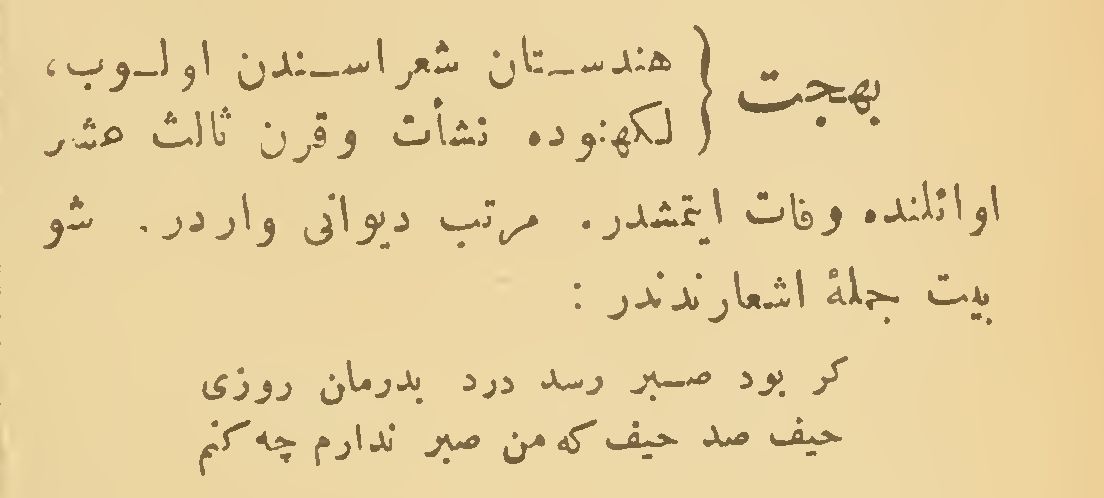 بهجت { هندستان شعراسندن اولوب،
لکهنوده نشأت وقرن ثالث عشر
اوائلنده وفات ایتمشدر. مرتب دیوانی واردر. شو
بیت جملهٔ اشعارندندر :
کر بود صبر رسد درد بدرمان روزی
حیف صد حیف که من صبر ندارم چه کنم